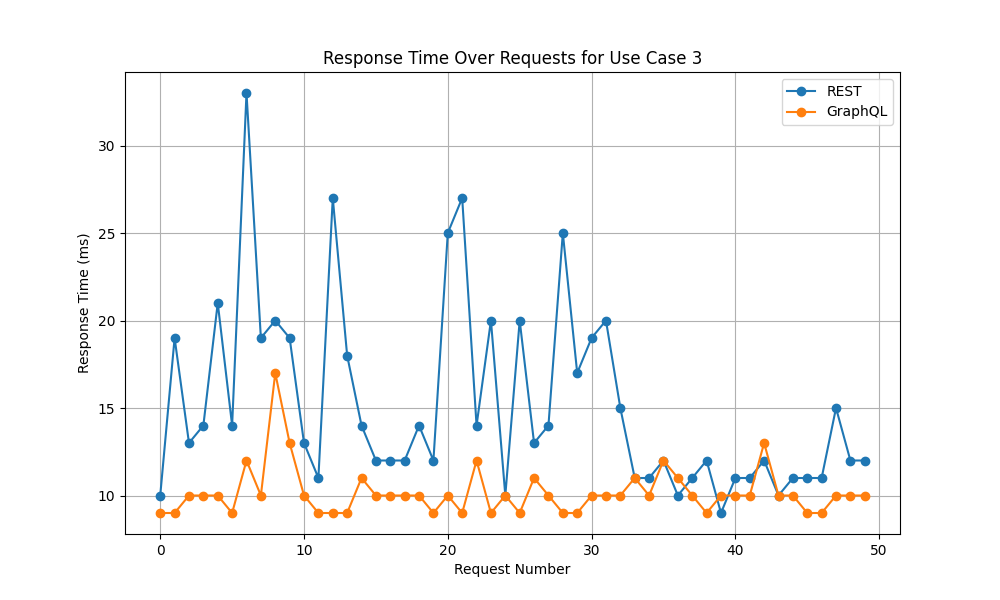 Response Time Over Requests for Use Case 3
REST
GraphQL
30
25
20
15
10
Response Time (ms)
0 10 20 30 40 50
Request Number